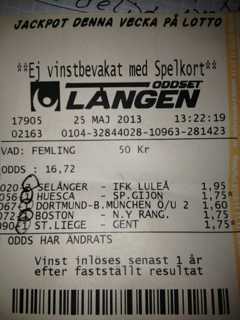 JACKPOT DENNA VECKA PÅ LOTTO
**Ej vinstbevakat med Spelkort**
ODDSET
LÅNGEN
17905 25 MAJ 2013 13:22:19
02163 0104-32844028-10963-281423
VAD: FEMLING 50 Kr
ODDS : 16,72
SELÅNGER - IFK LULEÅ 1,95
HUESCA - SP.GIJON 1,75*
DORTMUND-B.MUNCHEN O/U 2 1,60
BOSTON - N.Y RANG. 1,75*
ST.LIEGE - GENT 1,75*
ODDS HAR ÄNDRATS
Vinst inlöses senast 1 år
efter fastställt resultat